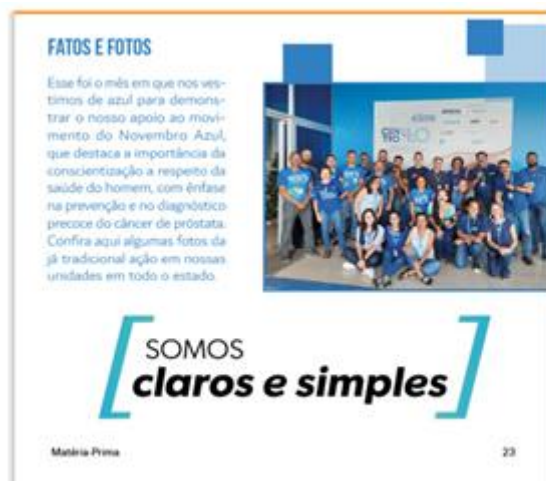 FATOS E FOTOS
Esse foi o mês em que nos ves-
timos de azul para demons-
trar o nosso apoio ao movi-
mento do Novembro Azul,
que destaca a importância da
conscientização a respeito da
saúde do homem, com ênfase
na prevenção e no diagnóstico
precoce do câncer de próstata.
Confira aqui algumas fotos da
já tradicional ação em nossas
unidades em todo o estado.
SOMOS
claros e simples
Matéria-Prima
23